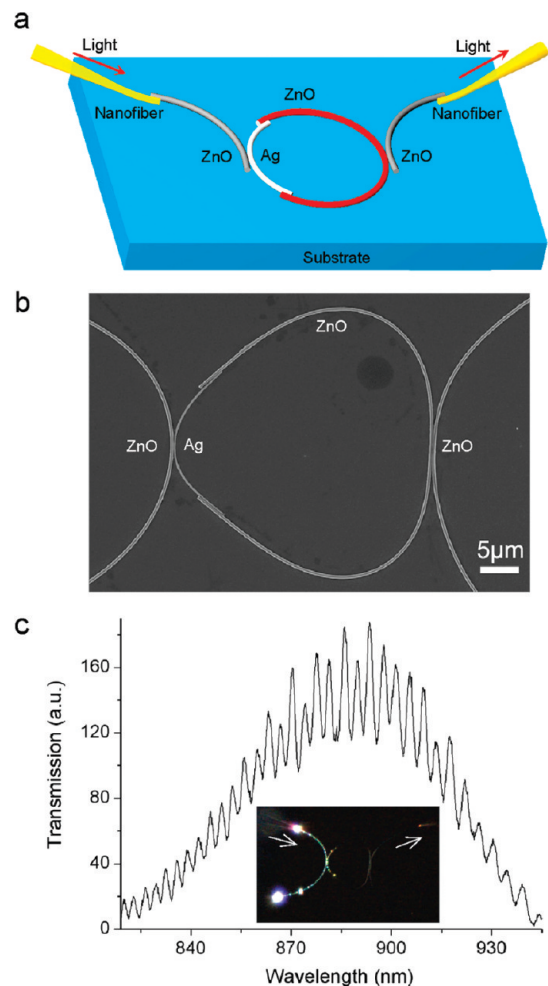 a
Light
Light
ZnO
Nanofiber
Nanofiber
ZnO
Ag
ZnO
Substrate
b
ZnO
ZnO
Ag
ZnO
5μm
c
Transmission (a.u.)
160
120
80
40
0
840
870
900
930
Wavelength (nm)